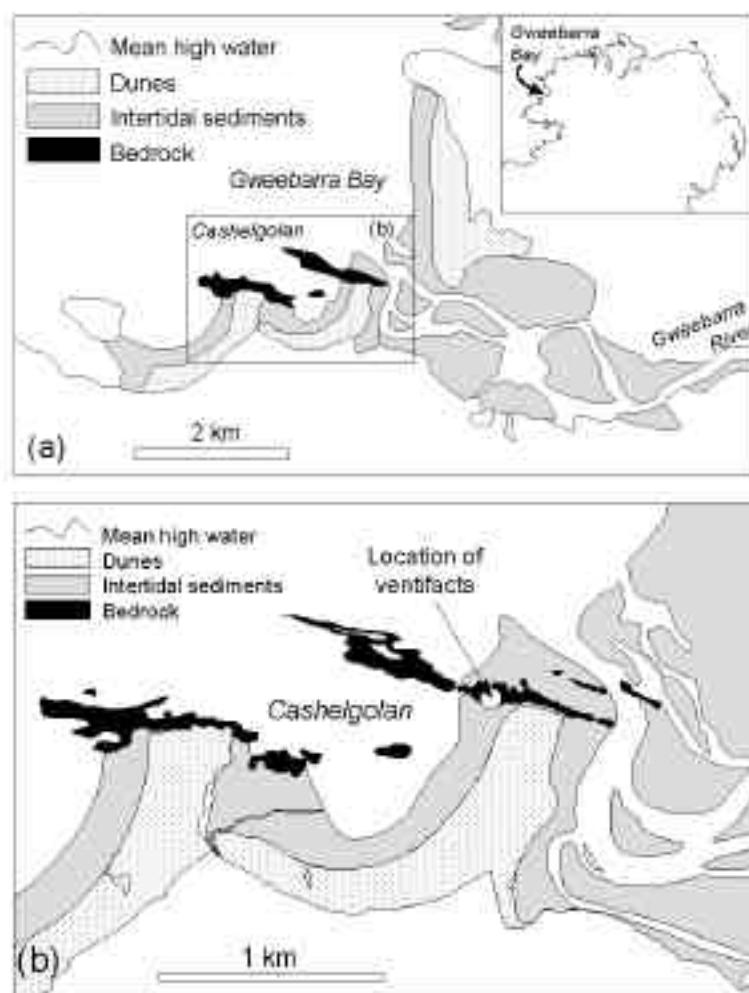 Mean high water
Dunes
Intertidal sediments
Bedrock
Gweebarra
Bay
Gweebarra Bay
Cashelgolan
(b)
Gweebarra
River
2 km
(a)
Mean high water
Dunes
Intertidal sediments
Bedrock
Location of
ventifacts
Cashelgolan
1 km
(b)